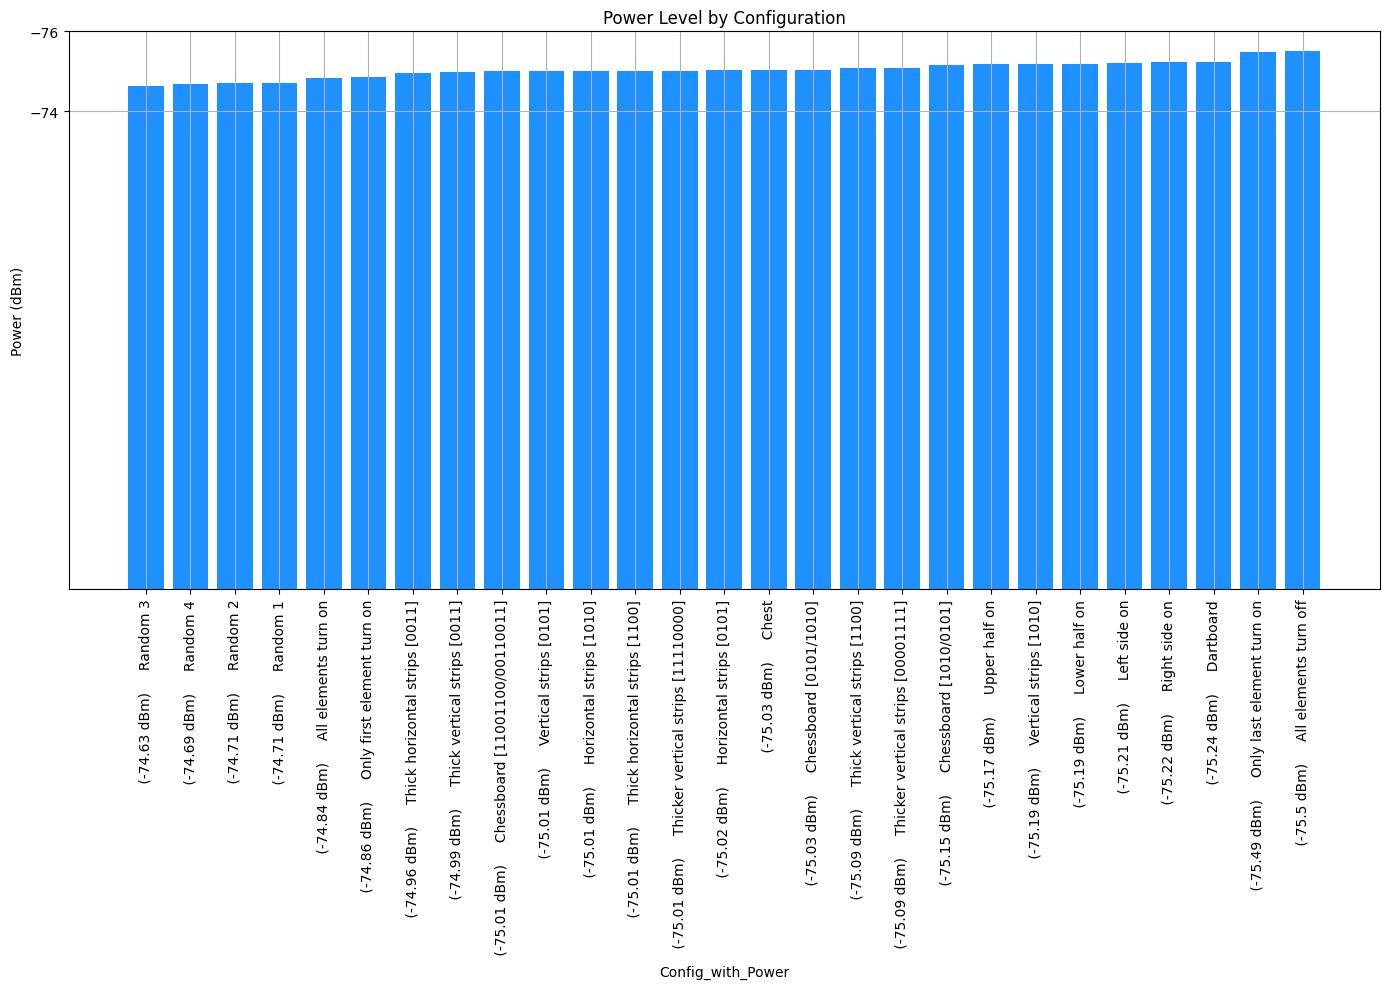 Power Level by Configuration
−76
−74
Power (dBm)
(-74.63 dBm) Random 3
(-74.69 dBm) Random 4
(-74.71 dBm) Random 2
(-74.71 dBm) Random 1
(-74.84 dBm) All elements turn on
(-74.86 dBm) Only first element turn on
(-74.96 dBm) Thick horizontal strips [0011]
(-74.99 dBm) Thick vertical strips [0011]
(-75.01 dBm) Chessboard [11001100/00110011]
(-75.01 dBm) Vertical strips [0101]
(-75.01 dBm) Horizontal strips [1010]
(-75.01 dBm) Thick horizontal strips [1100]
(-75.01 dBm) Thicker vertical strips [11110000]
(-75.02 dBm) Horizontal strips [0101]
(-75.03 dBm) Chest
(-75.03 dBm) Chessboard [0101/1010]
(-75.09 dBm) Thick vertical strips [1100]
(-75.09 dBm) Thicker vertical strips [00001111]
(-75.15 dBm) Chessboard [1010/0101]
(-75.17 dBm) Upper half on
(-75.19 dBm) Vertical strips [1010]
(-75.19 dBm) Lower half on
(-75.21 dBm) Left side on
(-75.22 dBm) Right side on
(-75.24 dBm) Dartboard
(-75.49 dBm) Only last element turn on
(-75.5 dBm) All elements turn off
Config_with_Power